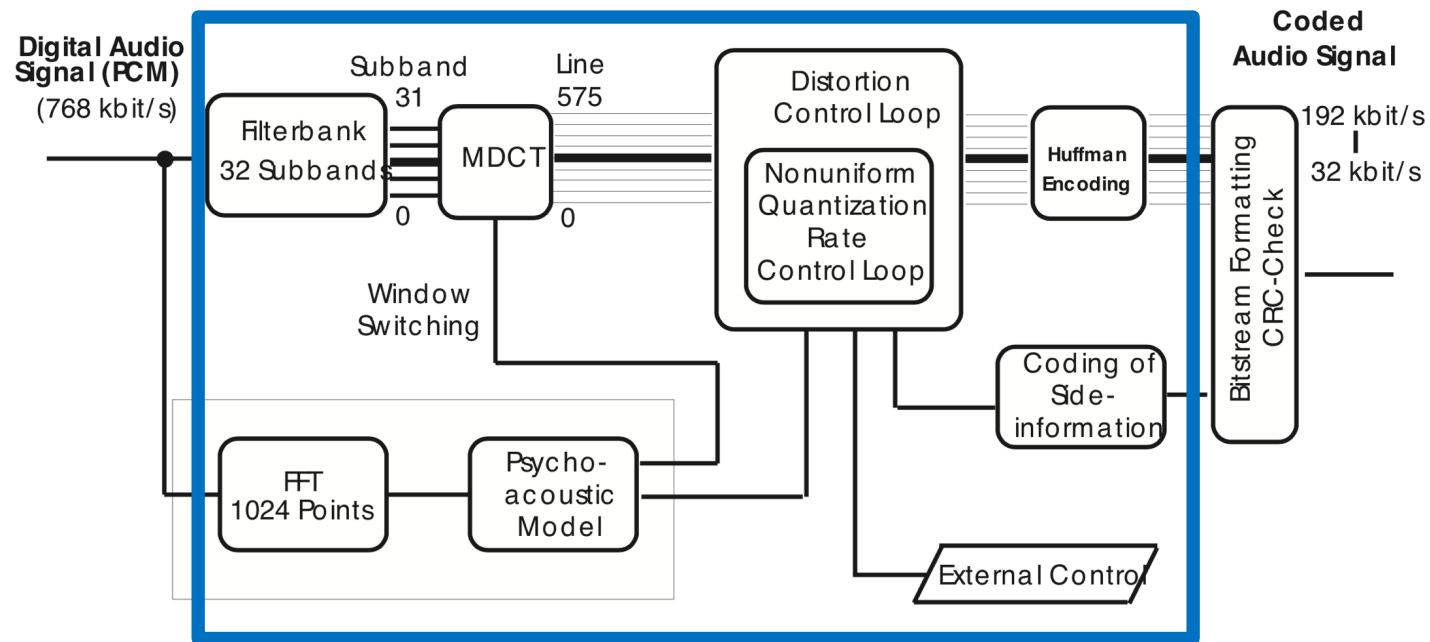 Digital Audio
Signal (PCM)
(768 kbit/s)
Filterbank
32 Subbands
Subband
31
0
MDCT
Line
575
0
Window
Switching
Distortion
Control Loop
Nonuniform
Quantization
Rate
Control Loop
Huffman
Encoding
Coded
Audio Signal
192 kbit/s
32 kbit/s
Bitstream Formatting
CRC-Check
Coding of
Side-
information
FFT
1024 Points
Psycho-
acoustic
Model
External Control